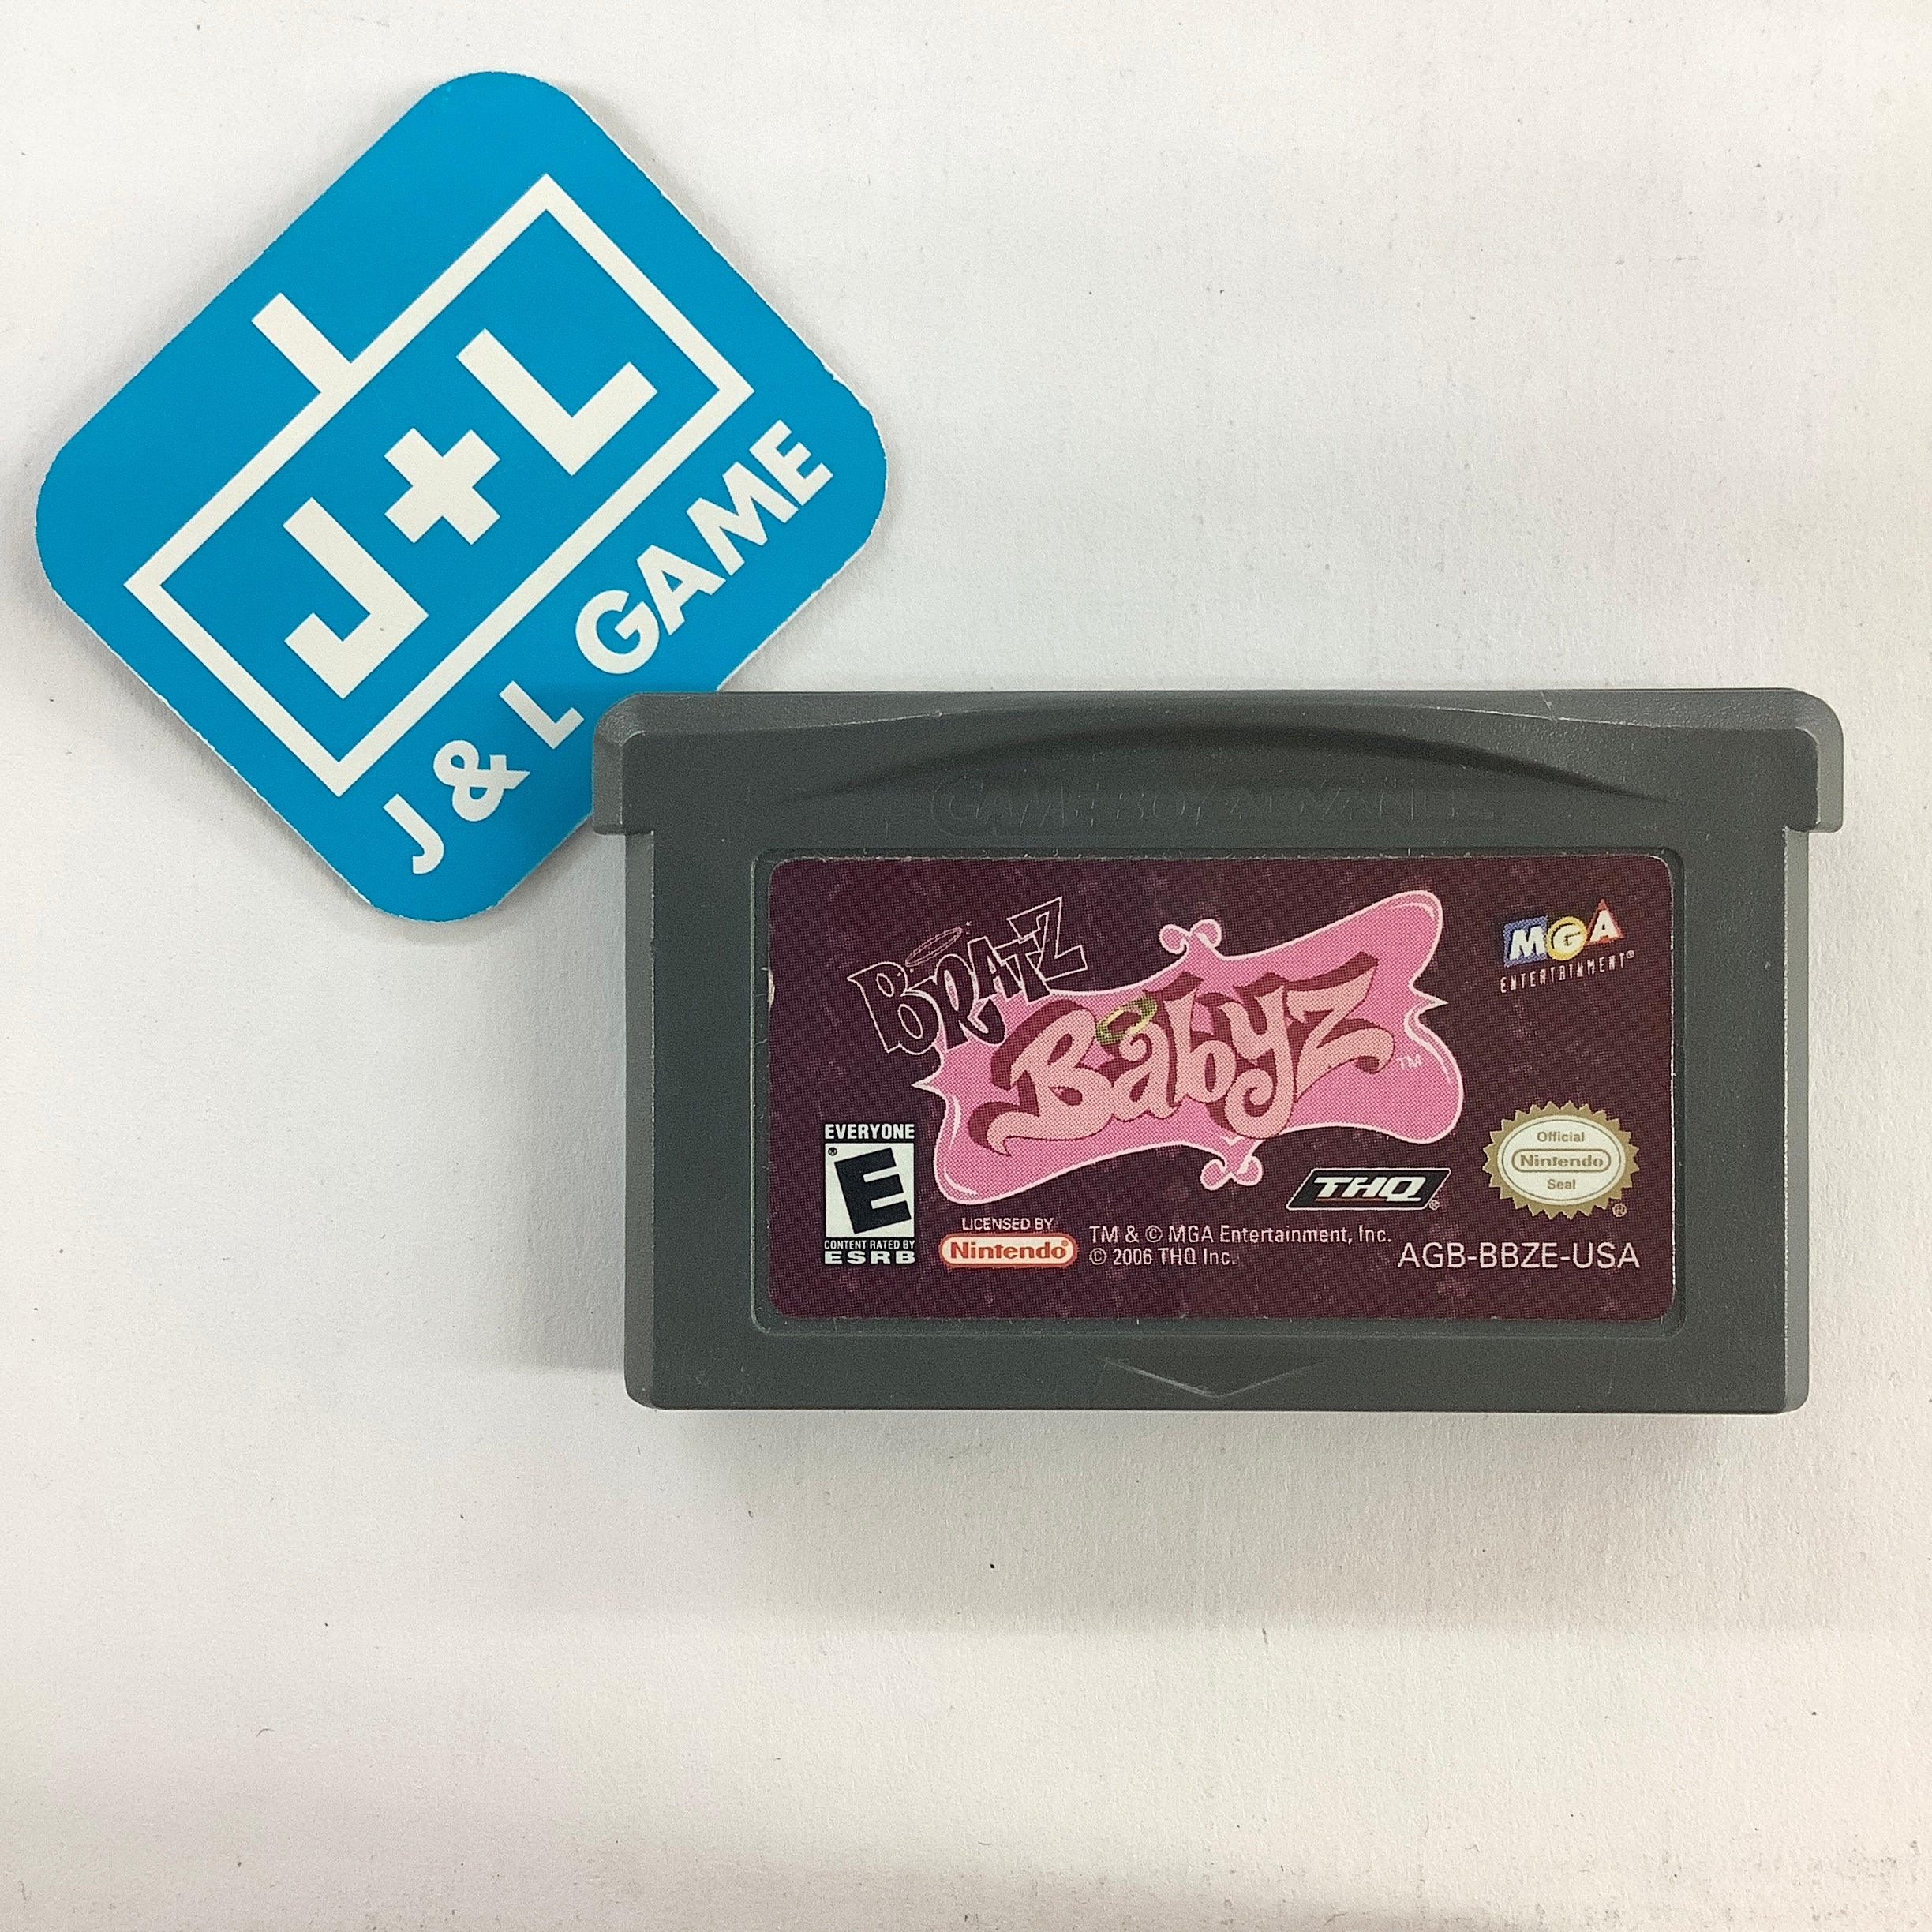 J+L
J & L GAME
GAME BOY ADVANCE
BRATZ
Babyz
TM
MGA
ENTERTAINMENT®
EVERYONE
E®
CONTENT RATED BY
ESRB
LICENSED BY
Nintendo®
THQ®
TM & © MGA Entertainment, Inc.
© 2006 THQ Inc.
Official
Nintendo
Seal
®
AGB-BBZE-USA